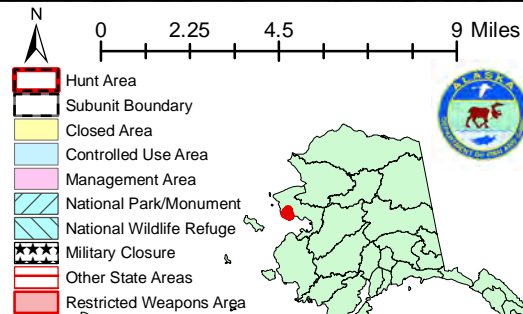 N
0 2.25 4.5 9 Miles
Hunt Area
Subunit Boundary
Closed Area
Controlled Use Area
Management Area
National Park/Monument
National Wildlife Refuge
Military Closure
Other State Areas
Restricted Weapons Area
ALASKA